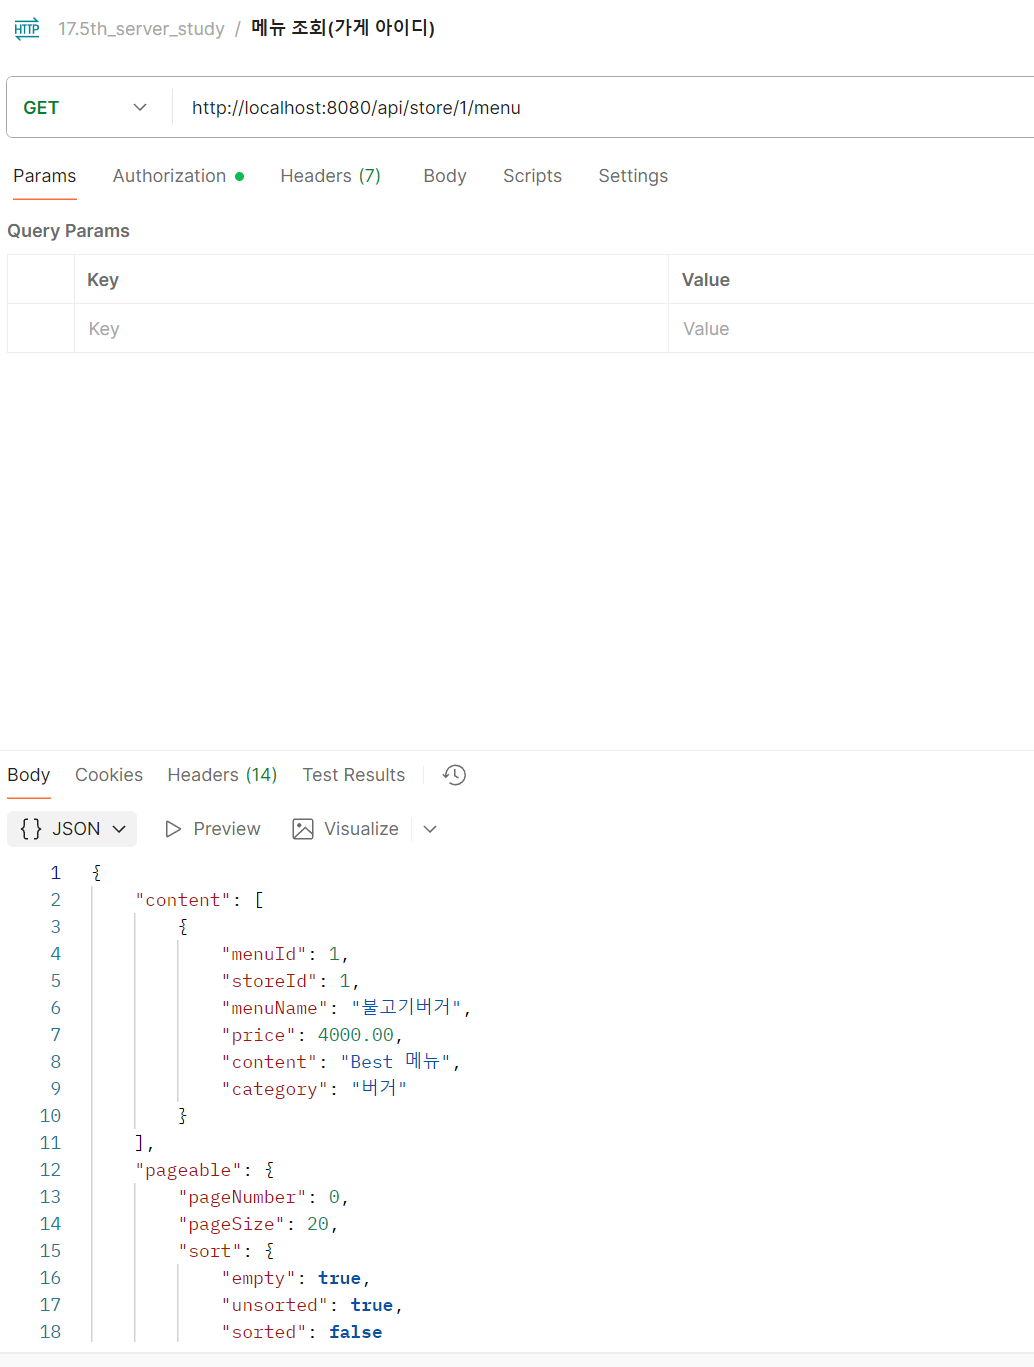 HTTP 17.5th_server_study / 메뉴 조회(가게 아이디)
GET http://localhost:8080/api/store/1/menu
Params Authorization Headers (7) Body Scripts Settings
Query Params
Key Value
Key Value
Body Cookies Headers (14) Test Results
{} JSON Preview Visualize
1 {
2 "content": [
3 {
4 "menuId": 1,
5 "storeId": 1,
6 "menuName": "불고기버거",
7 "price": 4000.00,
8 "content": "Best 메뉴",
9 "category": "버거"
10 }
11 ],
12 "pageable": {
13 "pageNumber": 0,
14 "pageSize": 20,
15 "sort": {
16 "empty": true,
17 "unsorted": true,
18 "sorted": false